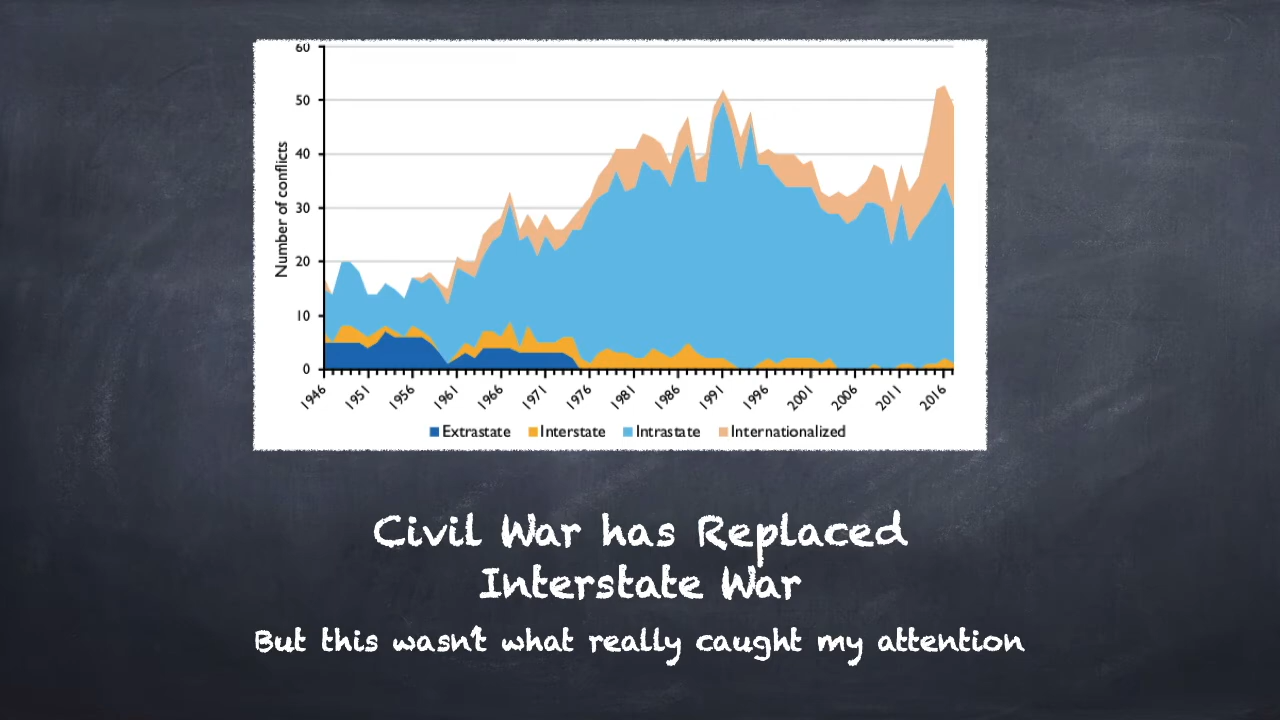 60
50
40
30
20
10
0
Number of conflicts
1946 1951 1956 1961 1966 1971 1976 1981 1986 1991 1996 2001 2006 2011 2016
Extrastate Interstate Intrastate Internationalized
Civil War has Replaced
Interstate War
But this wasn't what really caught my attention